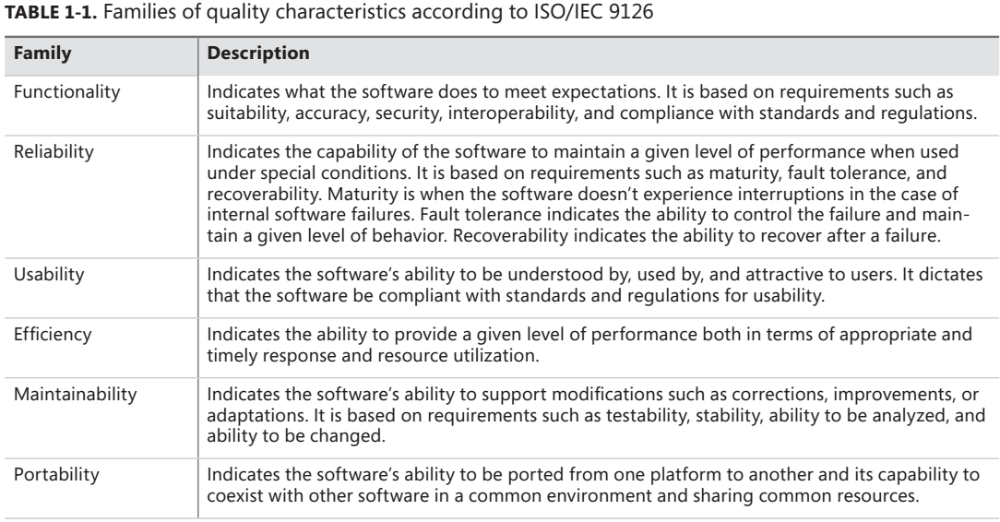 TABLE 1-1. Families of quality characteristics according to ISO/IEC 9126
Family Description
Functionality Indicates what the software does to meet expectations. It is based on requirements such as
suitability, accuracy, security, interoperability, and compliance with standards and regulations.
Reliability Indicates the capability of the software to maintain a given level of performance when used
under special conditions. It is based on requirements such as maturity, fault tolerance, and
recoverability. Maturity is when the software doesn’t experience interruptions in the case of
internal software failures. Fault tolerance indicates the ability to control the failure and main-
tain a given level of behavior. Recoverability indicates the ability to recover after a failure.
Usability Indicates the software’s ability to be understood by, used by, and attractive to users. It dictates
that the software be compliant with standards and regulations for usability.
Efficiency Indicates the ability to provide a given level of performance both in terms of appropriate and
timely response and resource utilization.
Maintainability Indicates the software’s ability to support modifications such as corrections, improvements, or
adaptations. It is based on requirements such as testability, stability, ability to be analyzed, and
ability to be changed.
Portability Indicates the software’s ability to be ported from one platform to another and its capability to
coexist with other software in a common environment and sharing common resources.